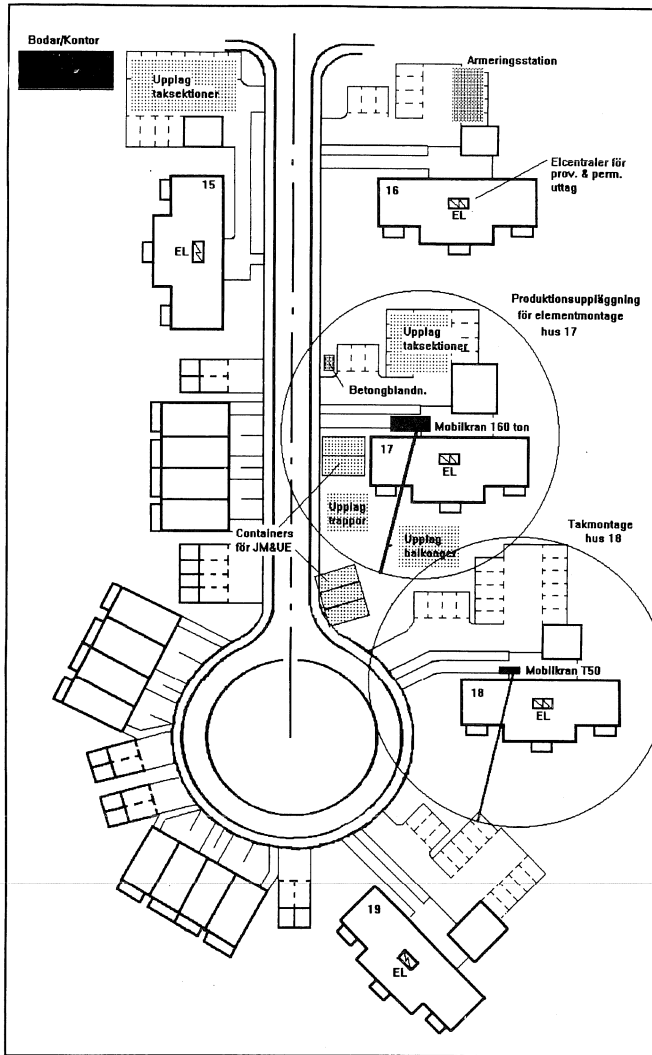 Bodar/Kontor
Upplag
taksektioner
Armeringsstation
Elcentraler för
prov. & perm.
uttag
15
EL
16
EL
Produktionsuppläggning
för elementmontage
hus 17
Upplag
taksektioner
Betongblandn.
Mobilkran 160 ton
17
EL
Upplag
trappor
Upplag
balkonger
Containers
för JM&UE
Takmontage
hus 18
Mobilkran T50
18
EL
19
EL